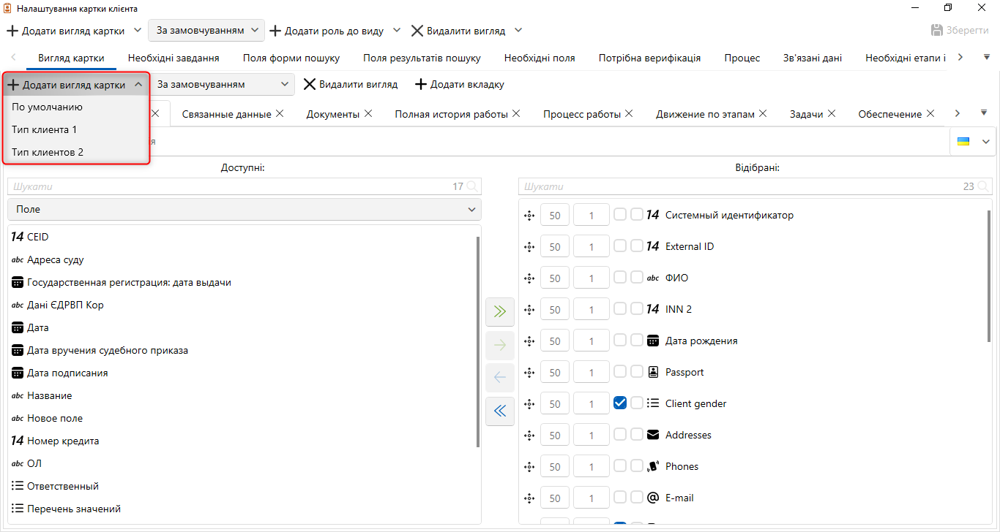 Налаштування картки клієнта
Додати вигляд картки За замовчуванням Додати роль до виду Видалити вигляд Зберегти
Вигляд картки Необхідні завдання Поля форми пошуку Поля результатів пошуку Необхідні поля Потрібна верифікація Процес Зв'язані дані Необхідні етапи і
Додати вигляд картки За замовчуванням Видалити вигляд Додати вкладку
По умолчанию
Тип клиента 1
Тип клиентов 2
Связанные данные Документы Полная история работы Процесс работы Движение по этапам Задачи Обеспечение
я
Доступні: Відібрані:
Шукати 17 Шукати 23
Поле
14 CEID
abc Адреса суду
Государственная регистрация: дата выдачи
abc Дані ЄДРВП Кор
Дата
Дата вручения судебного приказа
Дата подписания
abc Название
abc Новое поле
14 Номер кредита
abc ОЛ
Ответственный
Перечень значений
50 1 14 Системный идентификатор
50 1 14 External ID
50 1 abc ФИО
50 1 14 INN 2
50 1 Дата рождения
50 1 Passport
50 1 Client gender
50 1 Addresses
50 1 Phones
50 1 E-mail